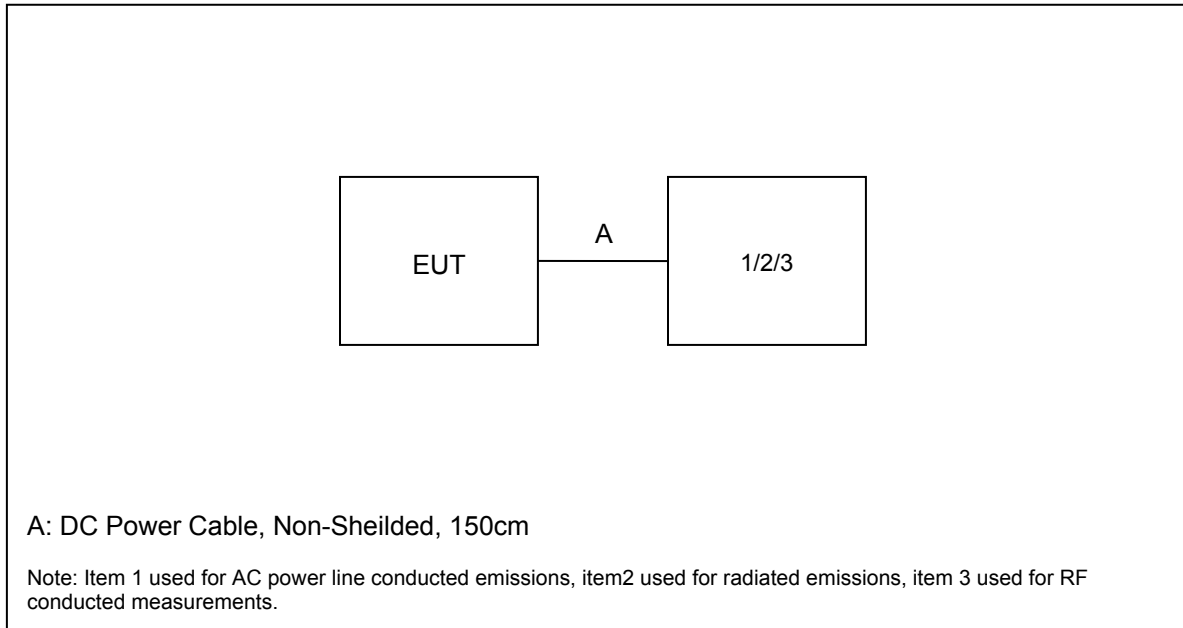 EUT
A
1/2/3
A: DC Power Cable, Non-Sheilded, 150cm
Note: Item 1 used for AC power line conducted emissions, item2 used for radiated emissions, item 3 used for RF
conducted measurements.